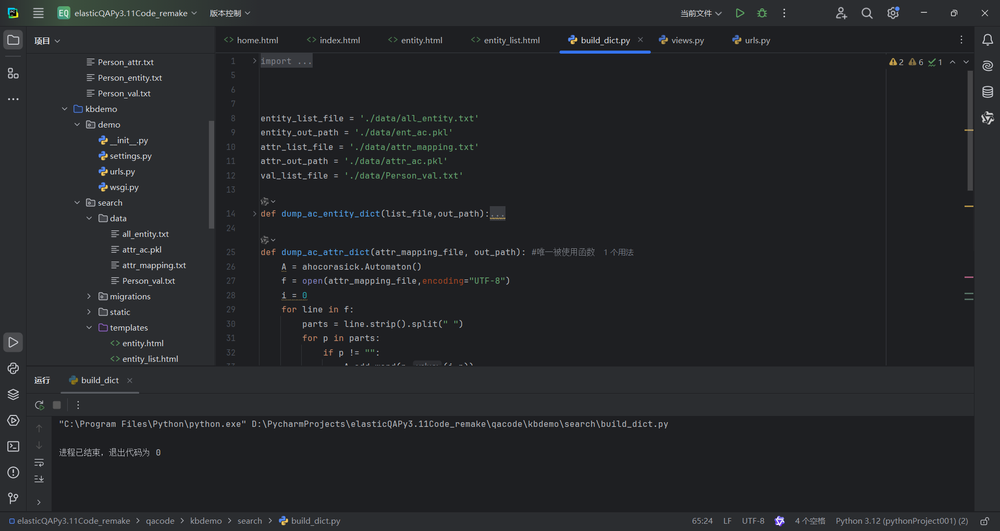 EQ elasticQAPy3.11Code_remake 版本控制 当前文件
项目
home.html index.html entity.html entity_list.html build_dict.py views.py urls.py
Person_attr.txt
Person_entity.txt
Person_val.txt
kbdemo
demo
__init__.py
settings.py
urls.py
wsgi.py
search
data
all_entity.txt
attr_ac.pkl
attr_mapping.txt
Person_val.txt
migrations
static
templates
entity.html
entity_list.html
2 6 1
1 import ...
5
6
7
8 entity_list_file = './data/all_entity.txt'
9 entity_out_path = './data/ent_ac.pkl'
10 attr_list_file = './data/attr_mapping.txt'
11 attr_out_path = './data/attr_ac.pkl'
12 val_list_file = './data/Person_val.txt'
13
14 def dump_ac_entity_dict(list_file,out_path):...
24
25 def dump_ac_attr_dict(attr_mapping_file, out_path): #唯一被使用函数 1 个用法
26 A = ahocorasick.Automaton()
27 f = open(attr_mapping_file,encoding="UTF-8")
28 i = 0
29 for line in f:
30 parts = line.strip().split(" ")
31 for p in parts:
32 if p != "":
运行 build_dict
"C:\Program Files\Python\python.exe" D:\PycharmProjects\elasticQAPy3.11Code_remake\qacode\kbdemo\search\build_dict.py
进程已结束，退出代码为 0
elasticQAPy3.11Code_remake > qacode > kbdemo > search > build_dict.py 65:24 LF UTF-8 4 个空格 Python 3.12 (pythonProject001) (2)